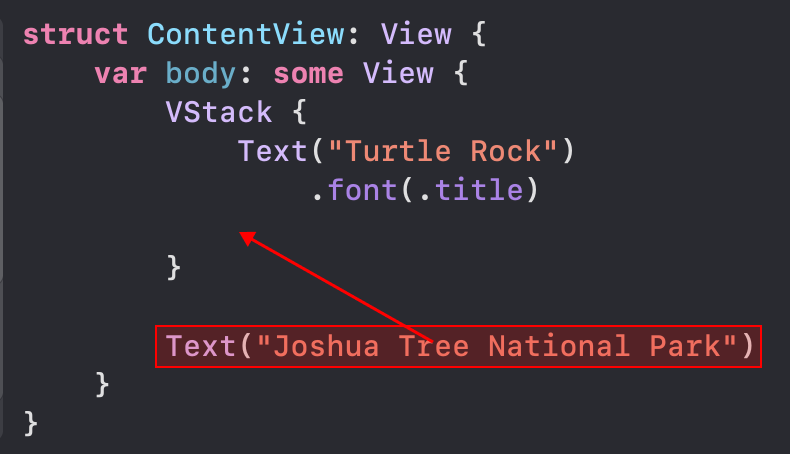 struct ContentView: View {
    var body: some View {
        VStack {
            Text("Turtle Rock")
                .font(.title)
        }
        Text("Joshua Tree National Park")
    }
}